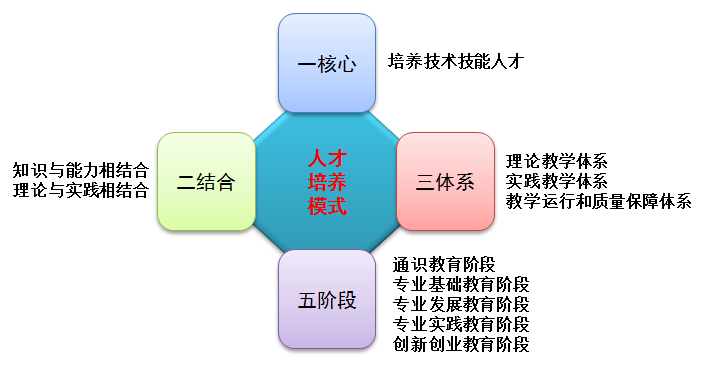 一核心
培养技术技能人才
二结合
知识与能力相结合
理论与实践相结合
人才
培养
模式
三体系
理论教学体系
实践教学体系
教学运行和质量保障体系
五阶段
通识教育阶段
专业基础教育阶段
专业发展教育阶段
专业实践教育阶段
创新创业教育阶段